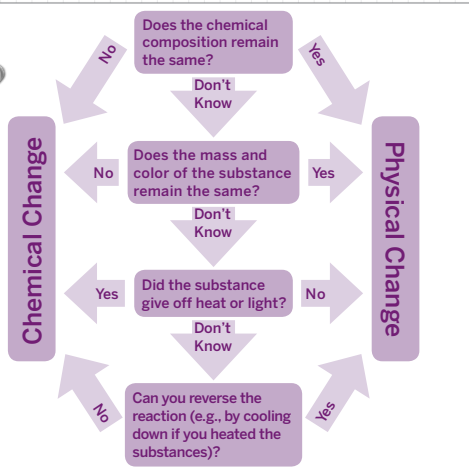 Does the chemical
composition remain
the same?
No
Yes
Don't
Know
Does the mass and
color of the substance
remain the same?
No
Yes
Don't
Know
Did the substance
give off heat or light?
Yes
No
Don't
Know
Can you reverse the
reaction (e.g., by cooling
down if you heated the
substances)?
No
Yes
Chemical Change
Physical Change